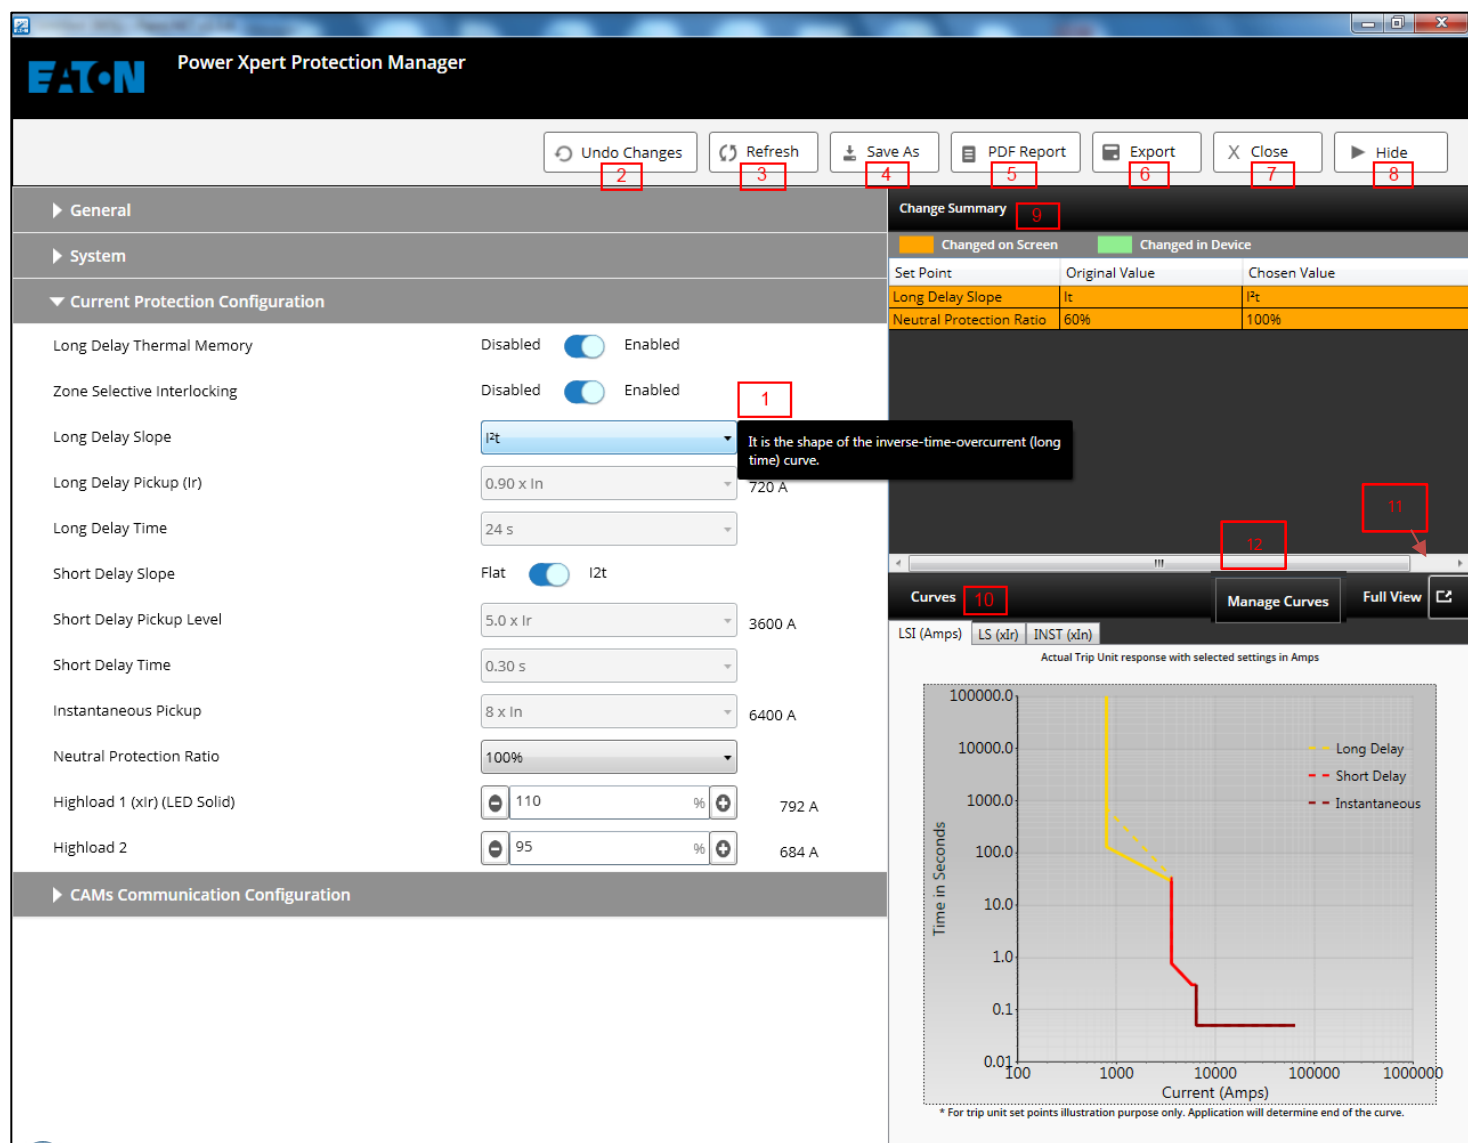 EATON
Power Xpert Protection Manager
Undo Changes
Refresh
Save As
PDF Report
Export
X Close
Hide
2
3
4
5
6
7
8
General
System
Current Protection Configuration
Long Delay Thermal Memory Disabled Enabled
Zone Selective Interlocking Disabled Enabled
1
Long Delay Slope I²t
It is the shape of the inverse-time-overcurrent (long
time) curve.
Long Delay Pickup (Ir) 0.90 x In 720 A
Long Delay Time 24 s
Short Delay Slope Flat I2t
Short Delay Pickup Level 5.0 x Ir 3600 A
Short Delay Time 0.30 s
Instantaneous Pickup 8 x In 6400 A
Neutral Protection Ratio 100%
Highload 1 (xIr) (LED Solid) 110 % 792 A
Highload 2 95 % 684 A
CAMs Communication Configuration
Change Summary 9
Changed on Screen Changed in Device
Set Point Original Value Chosen Value
Long Delay Slope It I²t
Neutral Protection Ratio 60% 100%
11
12
Curves 10 Manage Curves Full View
LSI (Amps) LS (xIr) INST (xIn)
Actual Trip Unit response with selected settings in Amps
100000.0
10000.0
1000.0
100.0
10.0
1.0
0.1
0.01
Time in Seconds
Long Delay
Short Delay
Instantaneous
100 1000 10000 100000 1000000
Current (Amps)
* For trip unit set points illustration purpose only. Application will determine end of the curve.